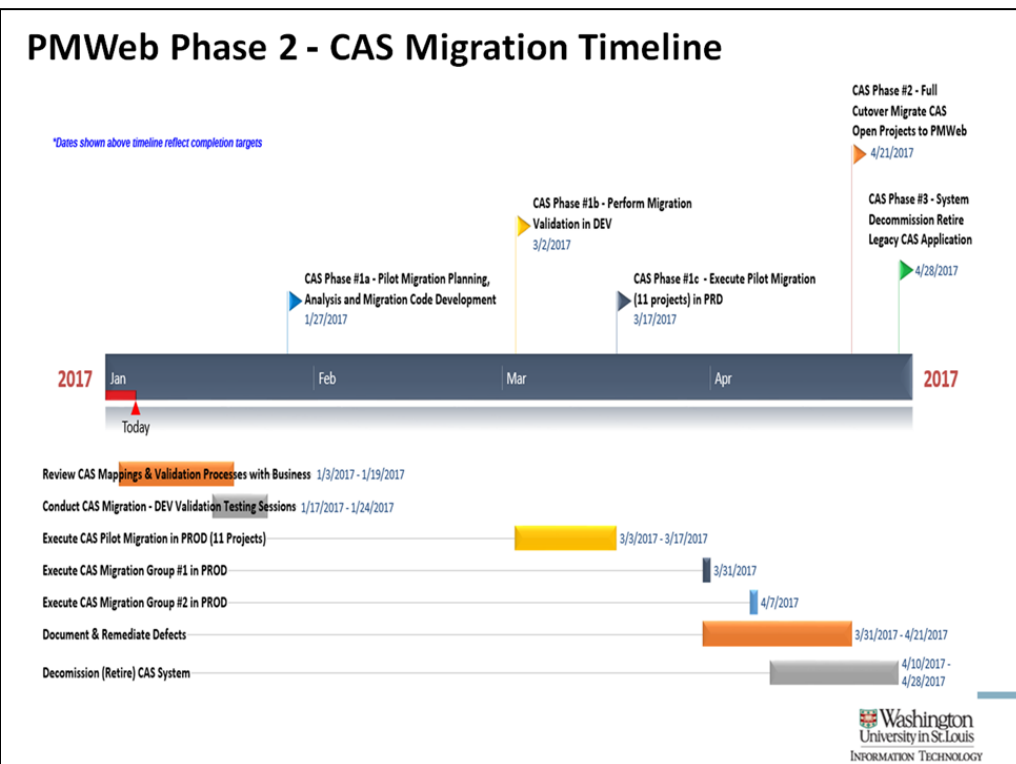 PMWeb Phase 2 - CAS Migration Timeline
*Dates shown above timeline reflect completion targets
CAS Phase #2 - Full
Cutover Migrate CAS
Open Projects to PMWeb
4/21/2017
CAS Phase #1b - Perform Migration
Validation in DEV
3/2/2017
CAS Phase #3 - System
Decommission Retire
Legacy CAS Application
4/28/2017
CAS Phase #1a - Pilot Migration Planning,
Analysis and Migration Code Development
1/27/2017
CAS Phase #1c - Execute Pilot Migration
(11 projects) in PRD
3/17/2017
2017 Jan Feb Mar Apr 2017
Today
Review CAS Mappings & Validation Processes with Business 1/3/2017 - 1/19/2017
Conduct CAS Migration - DEV Validation Testing Sessions 1/17/2017 - 1/24/2017
Execute CAS Pilot Migration in PROD (11 Projects) 3/3/2017 - 3/17/2017
Execute CAS Migration Group #1 in PROD 3/31/2017
Execute CAS Migration Group #2 in PROD 4/7/2017
Document & Remediate Defects 3/31/2017 - 4/21/2017
Decomission (Retire) CAS System 4/10/2017 -
4/28/2017
Washington
University in St. Louis
INFORMATION TECHNOLOGY